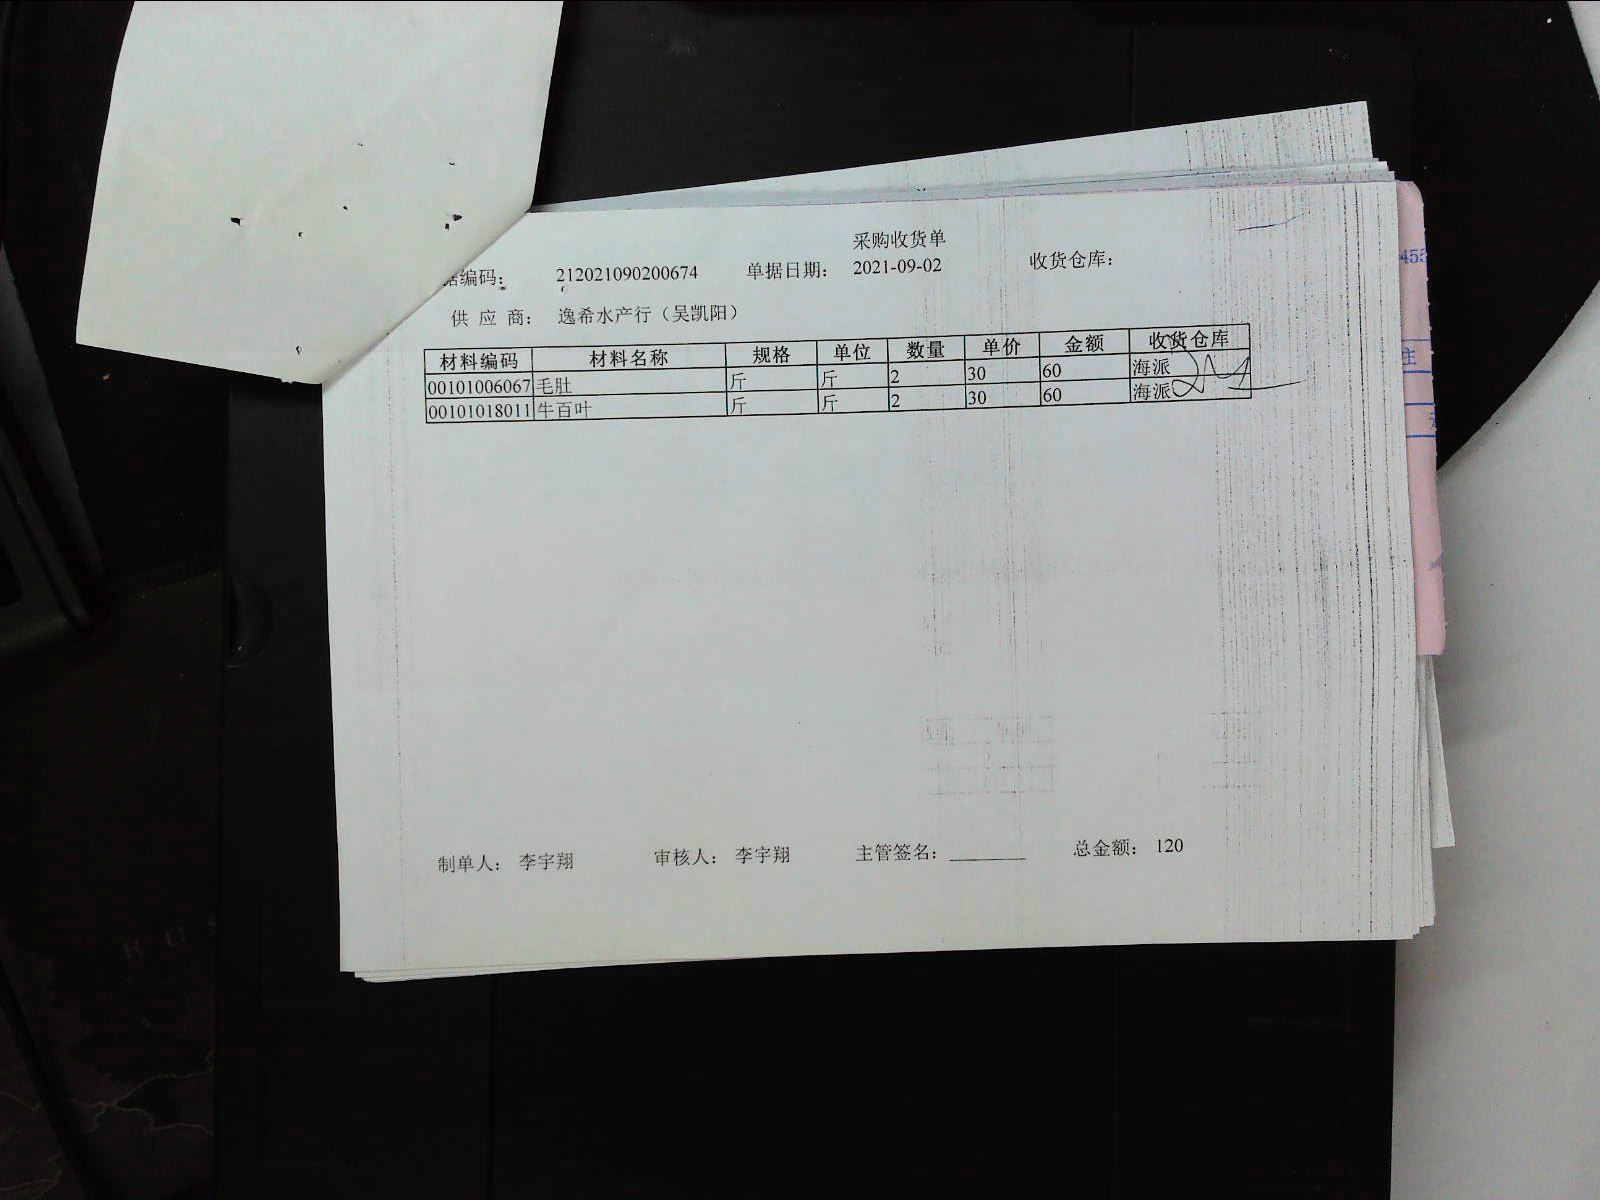 采购收货单
据编码： 212021090200674 单据日期： 2021-09-02 收货仓库：
供 应 商： 逸希水产行（吴凯阳）
材料编码 材料名称 规格 单位 数量 单价 金额 收货仓库
00101006067 毛肚 斤 斤 2 30 60 海派
00101018011 牛百叶 斤 斤 2 30 60 海派
制单人： 李宇翔 审核人： 李宇翔 主管签名： 总金额： 120